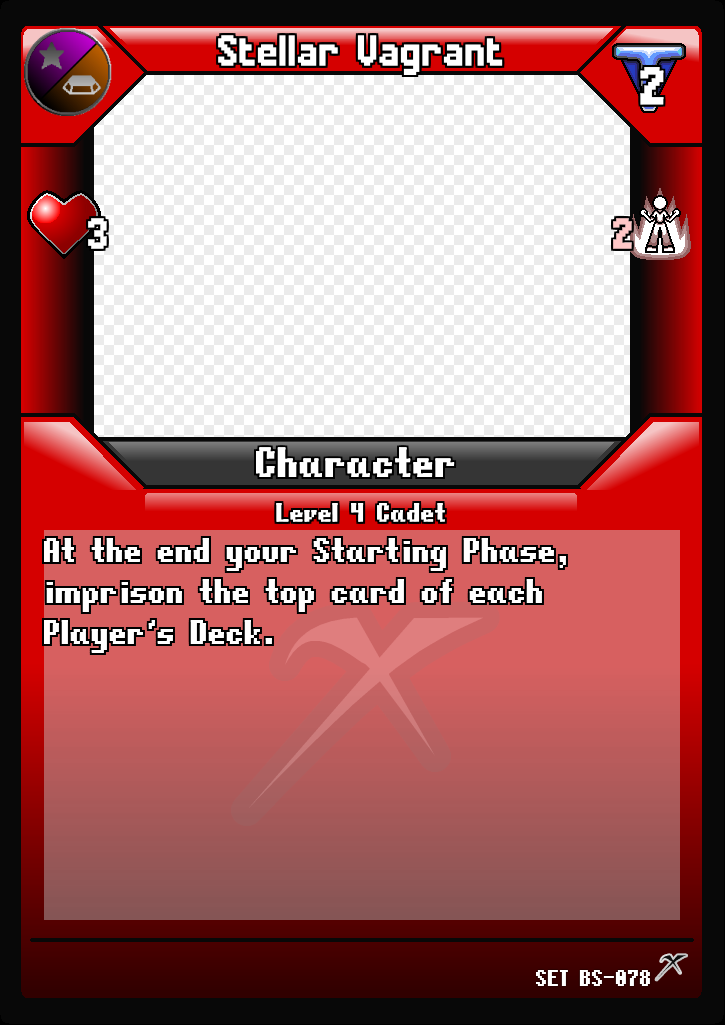 Stellar Vagrant
2
3
2
Character
Level 4 Cadet
At the end your Starting Phase,
imprison the top card of each
Player's Deck.
SET BS-078